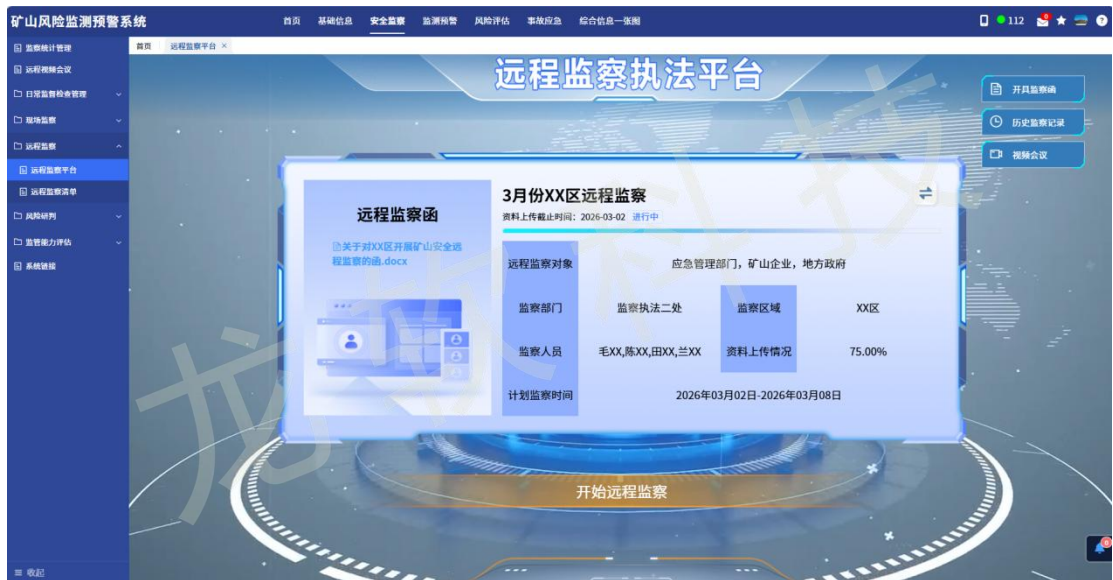 矿山风险监测预警系统
首页 基础信息 安全监察 监测预警 风险评估 事故应急 综合信息一张图
112
监察统计管理
远程视频会议
日常监督检查管理
现场监察
远程监察
远程监察平台
远程监察清单
风险研判
监管能力评估
系统链接
收起
首页 远程监察平台 ×
远程监察执法平台
开具监察函
历史监察记录
视频会议
远程监察函
关于对XX区开展矿山安全远
程监察的函.docx
3月份XX区远程监察
资料上传截止时间：2026-03-02 进行中
远程监察对象 应急管理部门，矿山企业，地方政府
监察部门 监察执法二处 监察区域 XX区
监察人员 毛XX,陈XX,田XX,兰XX 资料上传情况 75.00%
计划监察时间 2026年03月02日-2026年03月08日
开始远程监察